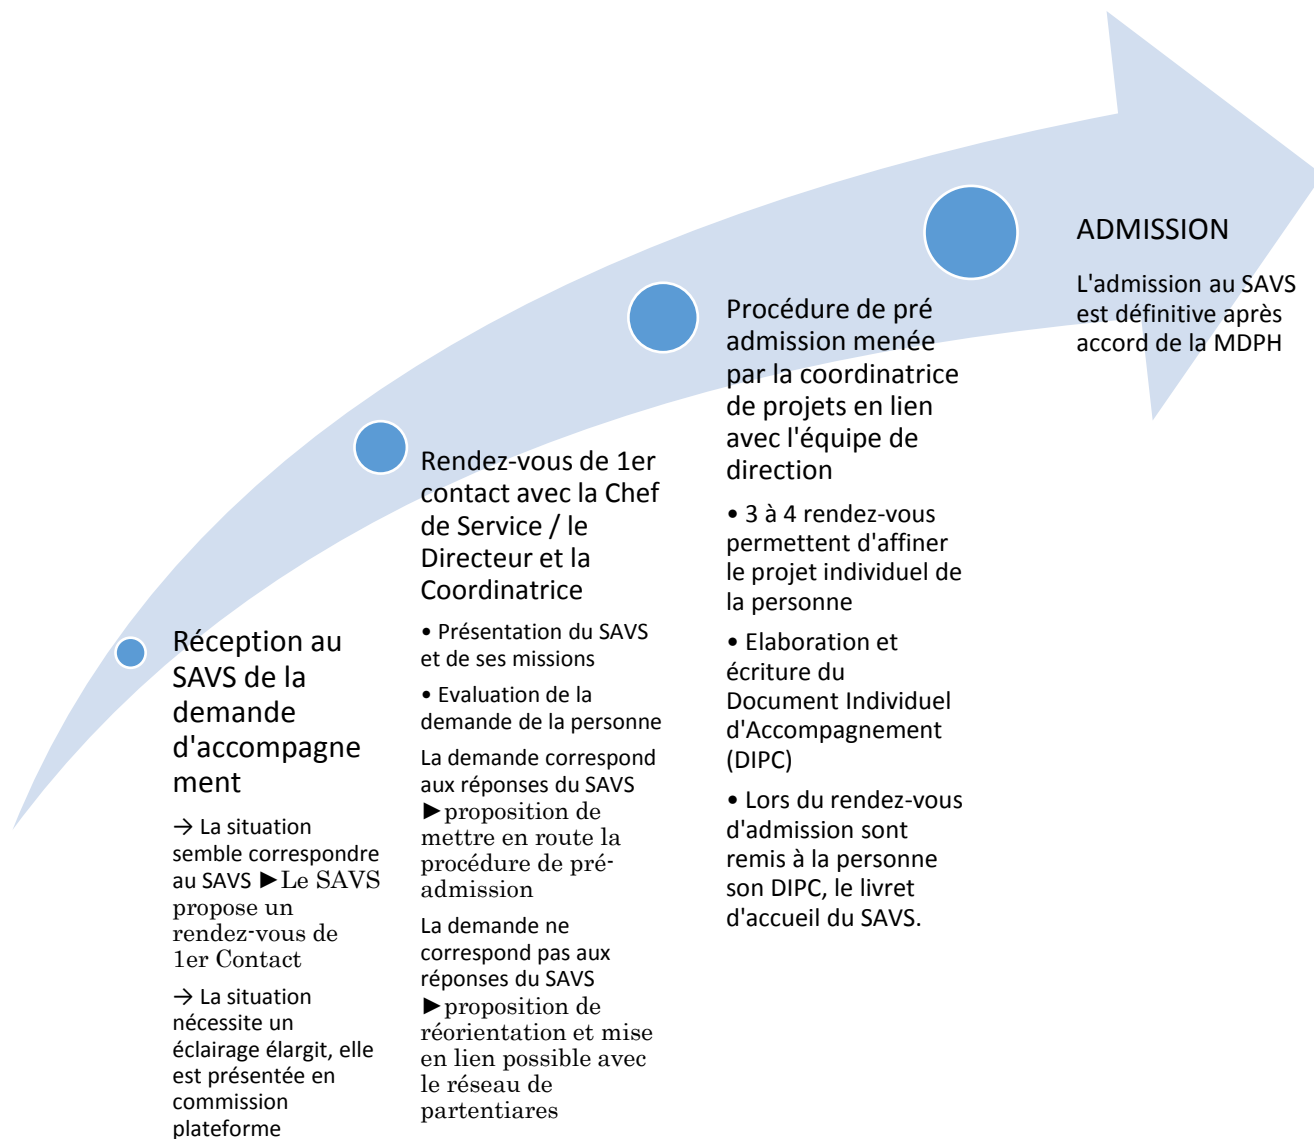 Réception au
SAVS de la
demande
d'accompagne
ment
→ La situation
semble correspondre
au SAVS ►Le SAVS
propose un
rendez-vous de
1er Contact
→ La situation
nécessite un
éclairage élargit, elle
est présentée en
commission
plateforme
Rendez-vous de 1er
contact avec la Chef
de Service / le
Directeur et la
Coordinatrice
• Présentation du SAVS
et de ses missions
• Evaluation de la
demande de la personne
La demande correspond
aux réponses du SAVS
►proposition de
mettre en route la
procédure de pré-
admission
La demande ne
correspond pas aux
réponses du SAVS
►proposition de
réorientation et mise
en lien possible avec
le réseau de
partentiares
Procédure de pré
admission menée
par la coordinatrice
de projets en lien
avec l'équipe de
direction
• 3 à 4 rendez-vous
permettent d'affiner
le projet individuel de
la personne
• Elaboration et
écriture du
Document Individuel
d'Accompagnement
(DIPC)
• Lors du rendez-vous
d'admission sont
remis à la personne
son DIPC, le livret
d'accueil du SAVS.
ADMISSION
L'admission au SAVS
est définitive après
accord de la MDPH